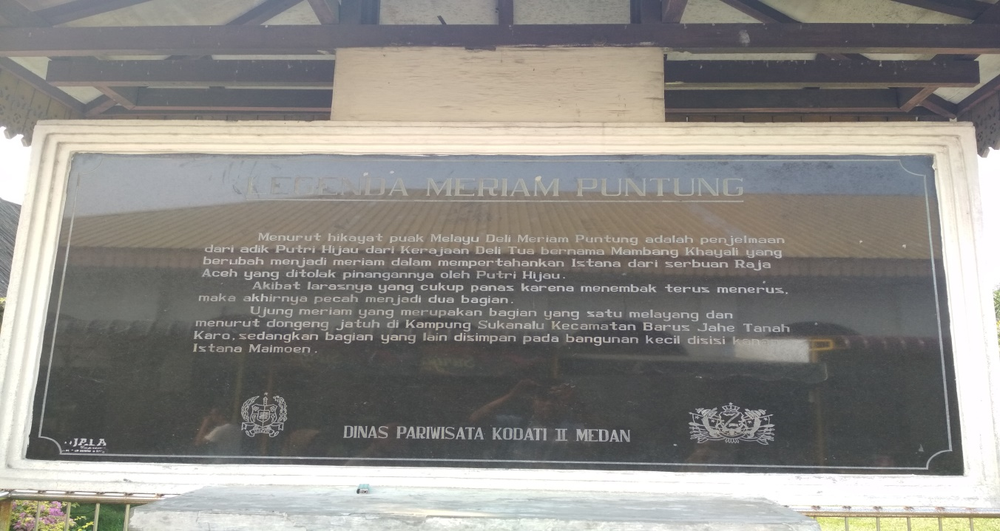 LEGENDA MERIAM PUNTUNG
Menurut hikayat puak Melayu Deli Meriam Puntung adalah penjelmaan
dari adik Putri Hijau dari Kerajaan Deli Tua bernama Mambang Khayali yang
berubah menjadi meriam dalam mempertahankan Istana dari serbuan Raja
Aceh yang ditolak pinangannya oleh Putri Hijau.
Akibat larasnya yang cukup panas karena menembak terus menerus,
maka akhirnya pecah menjadi dua bagian.
Ujung meriam yang merupakan bagian yang satu melayang dan
menurut dongeng jatuh di Kampung Sukanalu Kecamatan Barus Jahe Tanah
Karo, sedangkan bagian yang lain disimpan pada bangunan kecil disisi kanan
Istana Maimoen.
DINAS PARIWISATA KODATI II MEDAN